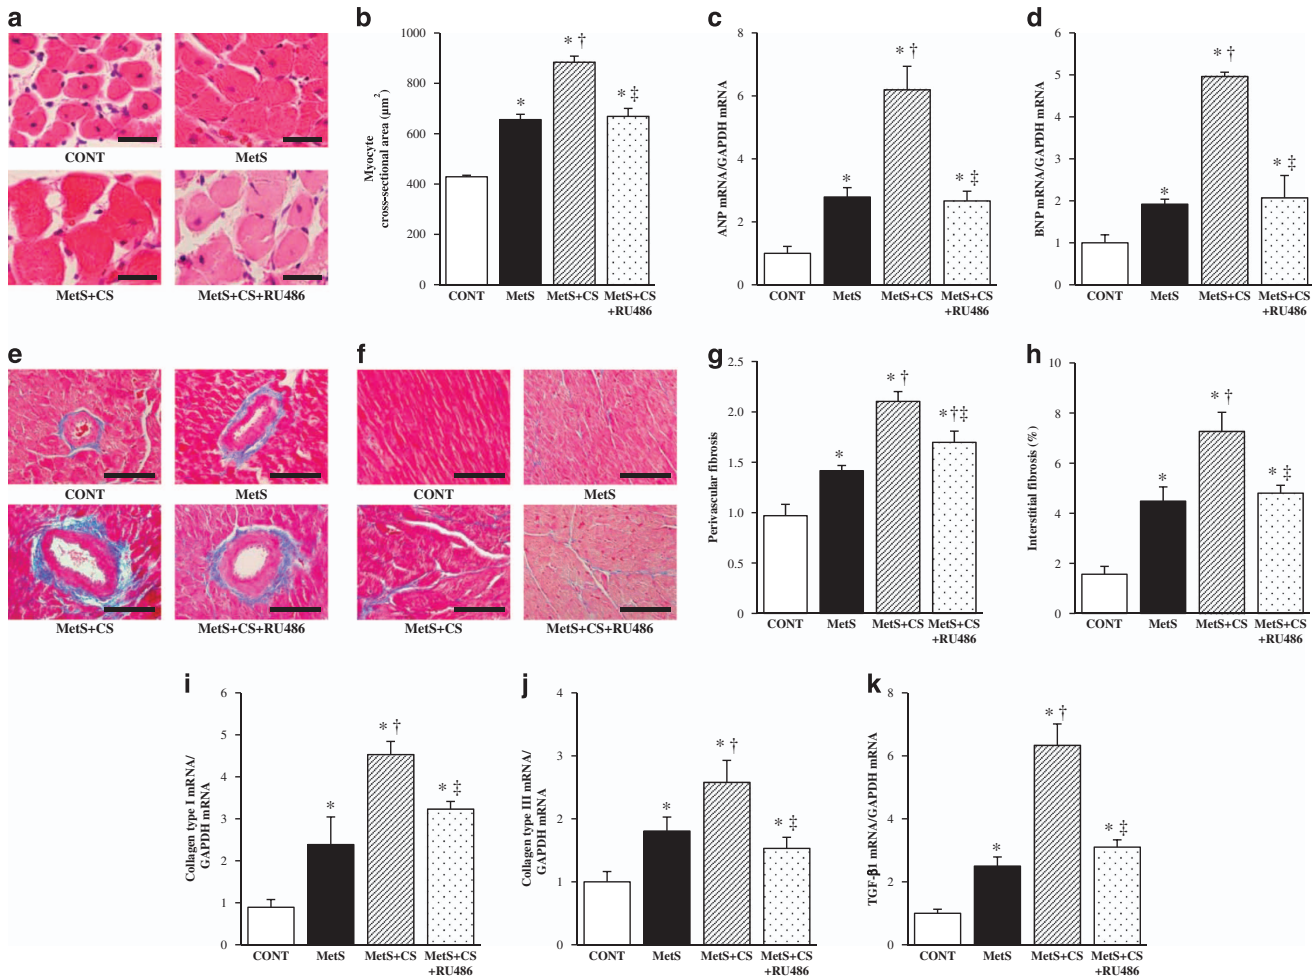 a
CONT
MetS
MetS+CS
MetS+CS+RU486
b
Myocyte
cross-sectional area (µm²)
1000
800
600
400
200
0
*
* †
* ‡
CONT
MetS
MetS+CS
MetS+CS
+RU486
c
ANP mRNA/GAPDH mRNA
8
6
4
2
0
*
* †
* ‡
CONT
MetS
MetS+CS
MetS+CS
+RU486
d
BNP mRNA/GAPDH mRNA
6
5
4
3
2
1
0
*
* †
* ‡
CONT
MetS
MetS+CS
MetS+CS
+RU486
e
CONT
MetS
MetS+CS
MetS+CS+RU486
f
CONT
MetS
MetS+CS
MetS+CS+RU486
g
Perivascular fibrosis
2.5
2.0
1.5
1.0
0.5
0
*
* †
* †‡
CONT
MetS
MetS+CS
MetS+CS
+RU486
h
Interstitial fibrosis (%)
10
8
6
4
2
0
*
* †
* ‡
CONT
MetS
MetS+CS
MetS+CS
+RU486
i
Collagen type I mRNA/
GAPDH mRNA
6
5
4
3
2
1
0
*
* †
* ‡
CONT
MetS
MetS+CS
MetS+CS
+RU486
j
Collagen type III mRNA/
GAPDH mRNA
4
3
2
1
0
*
* †
* ‡
CONT
MetS
MetS+CS
MetS+CS
+RU486
k
TGF-β1 mRNA/GAPDH mRNA
8
6
4
2
0
*
* †
* ‡
CONT
MetS
MetS+CS
MetS+CS
+RU486